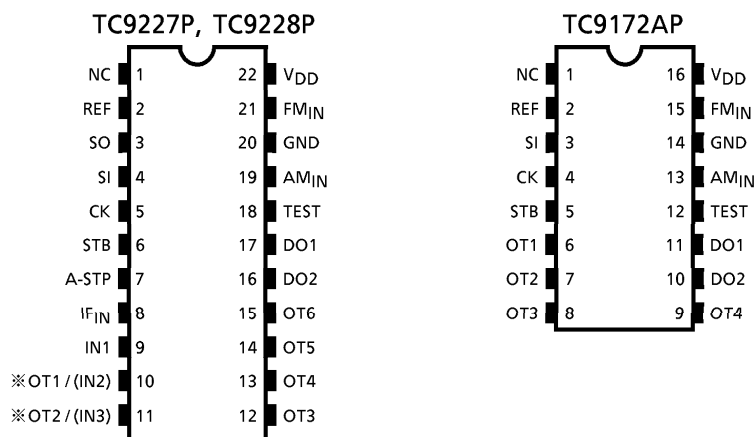 TC9227P, TC9228P
NC 1 22 VDD
REF 2 21 FMIN
SO 3 20 GND
SI 4 19 AMIN
CK 5 18 TEST
STB 6 17 DO1
A-STP 7 16 DO2
IFIN 8 15 OT6
IN1 9 14 OT5
※OT1/(IN2) 10 13 OT4
※OT2/(IN3) 11 12 OT3
TC9172AP
NC 1 16 VDD
REF 2 15 FMIN
SI 3 14 GND
CK 4 13 AMIN
STB 5 12 TEST
OT1 6 11 DO1
OT2 7 10 DO2
OT3 8 9 OT4